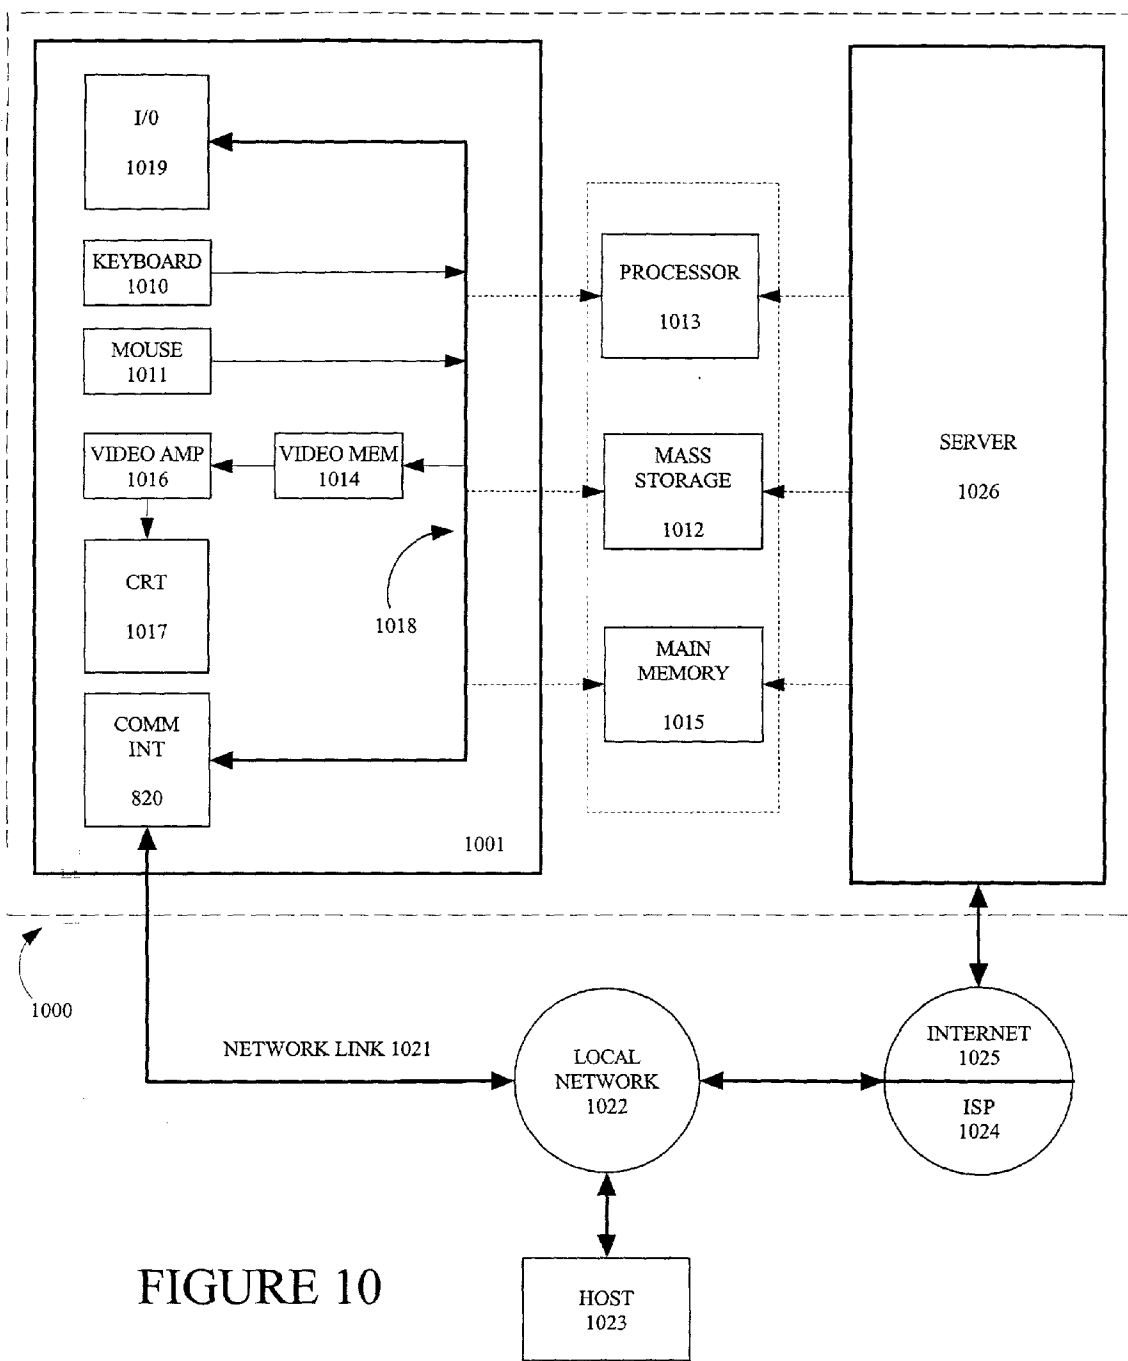 I/0
1019
KEYBOARD
1010
MOUSE
1011
VIDEO AMP
1016
VIDEO MEM
1014
CRT
1017
1018
COMM
INT
820
1001
PROCESSOR
1013
MASS
STORAGE
1012
MAIN
MEMORY
1015
SERVER
1026
1000
NETWORK LINK 1021
LOCAL
NETWORK
1022
INTERNET
1025
ISP
1024
HOST
1023
FIGURE 10